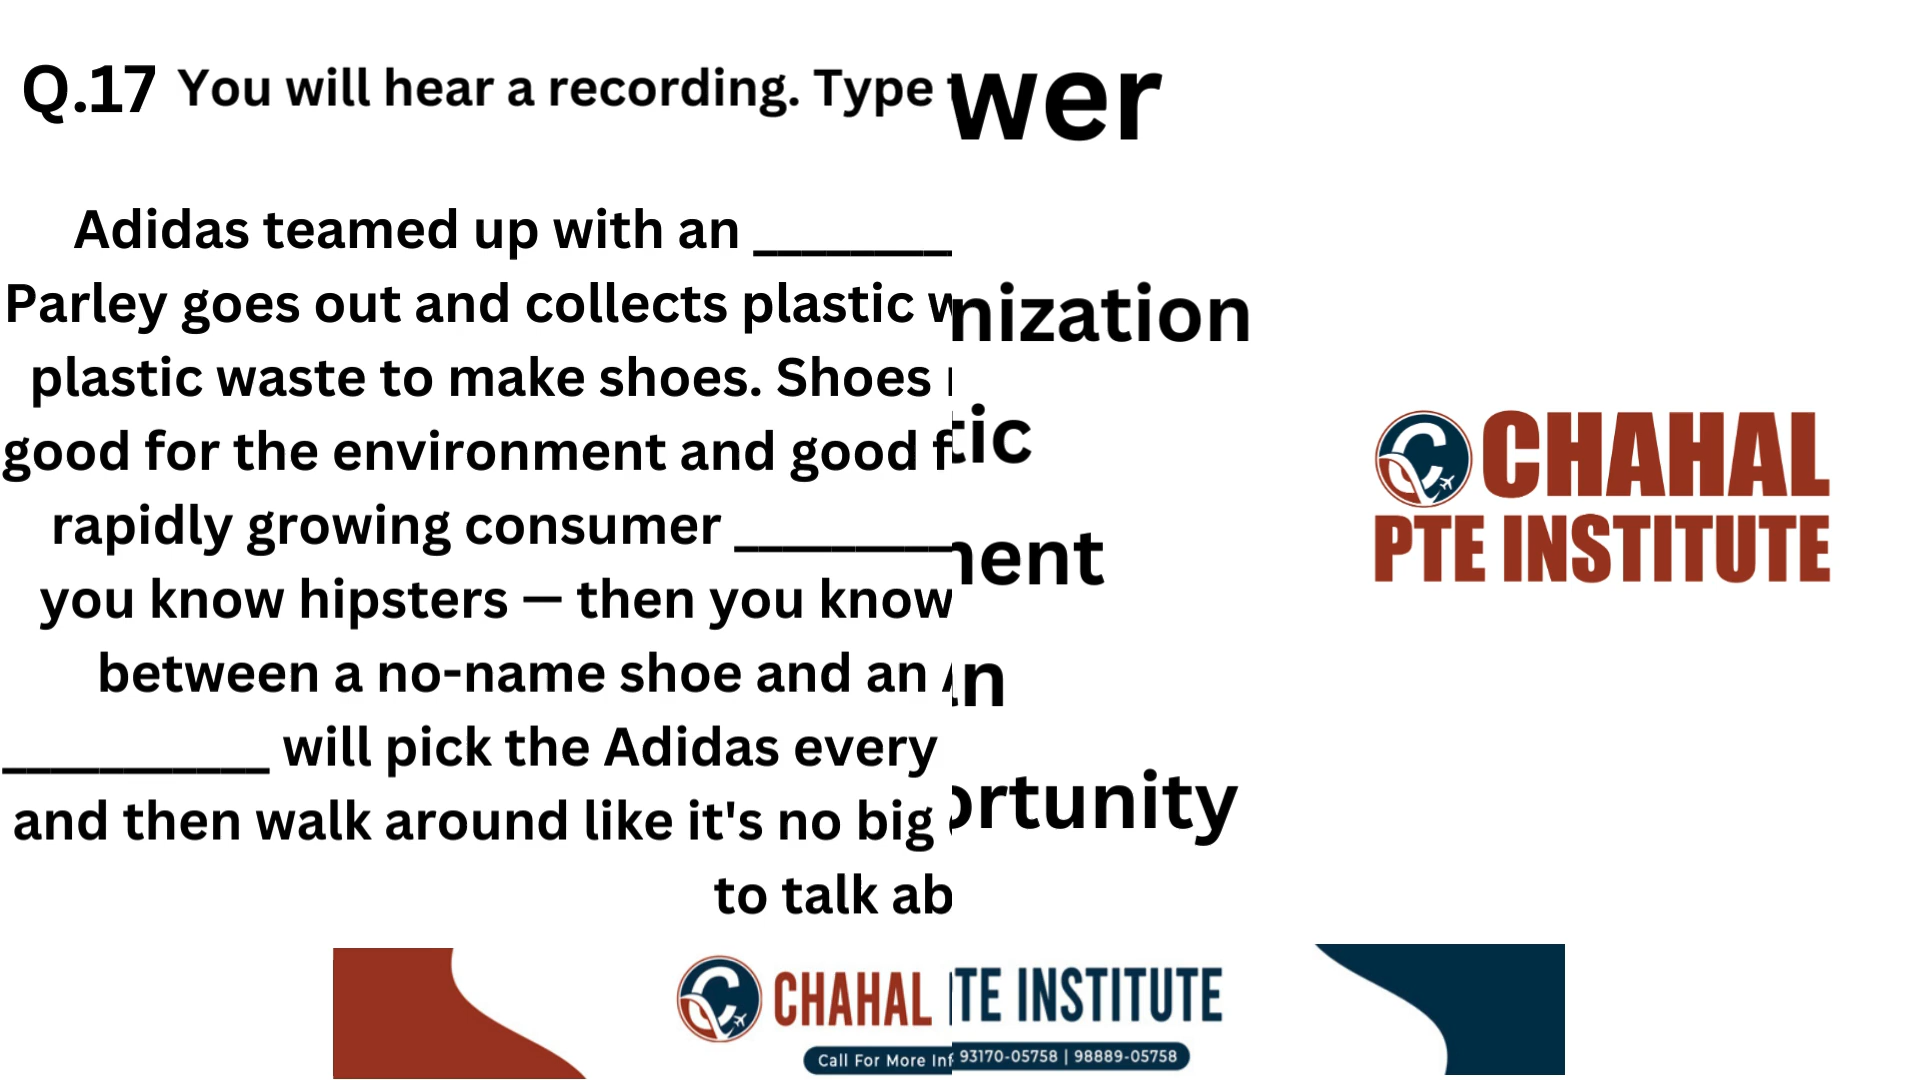 Q.17 You will hear a recording. Type
wer
Adidas teamed up with an ________
Parley goes out and collects plastic
plastic waste to make shoes. Shoes
good for the environment and good
rapidly growing consumer _________
you know hipsters — then you know
between a no-name shoe and an
___________ will pick the Adidas every
and then walk around like it's no big
to talk ab
nization
tic
ent
n
ortunity
CHAHAL
PTE INSTITUTE
CHAHAL TE INSTITUTE
Call For More Inf 93170-05758 | 98889-05758